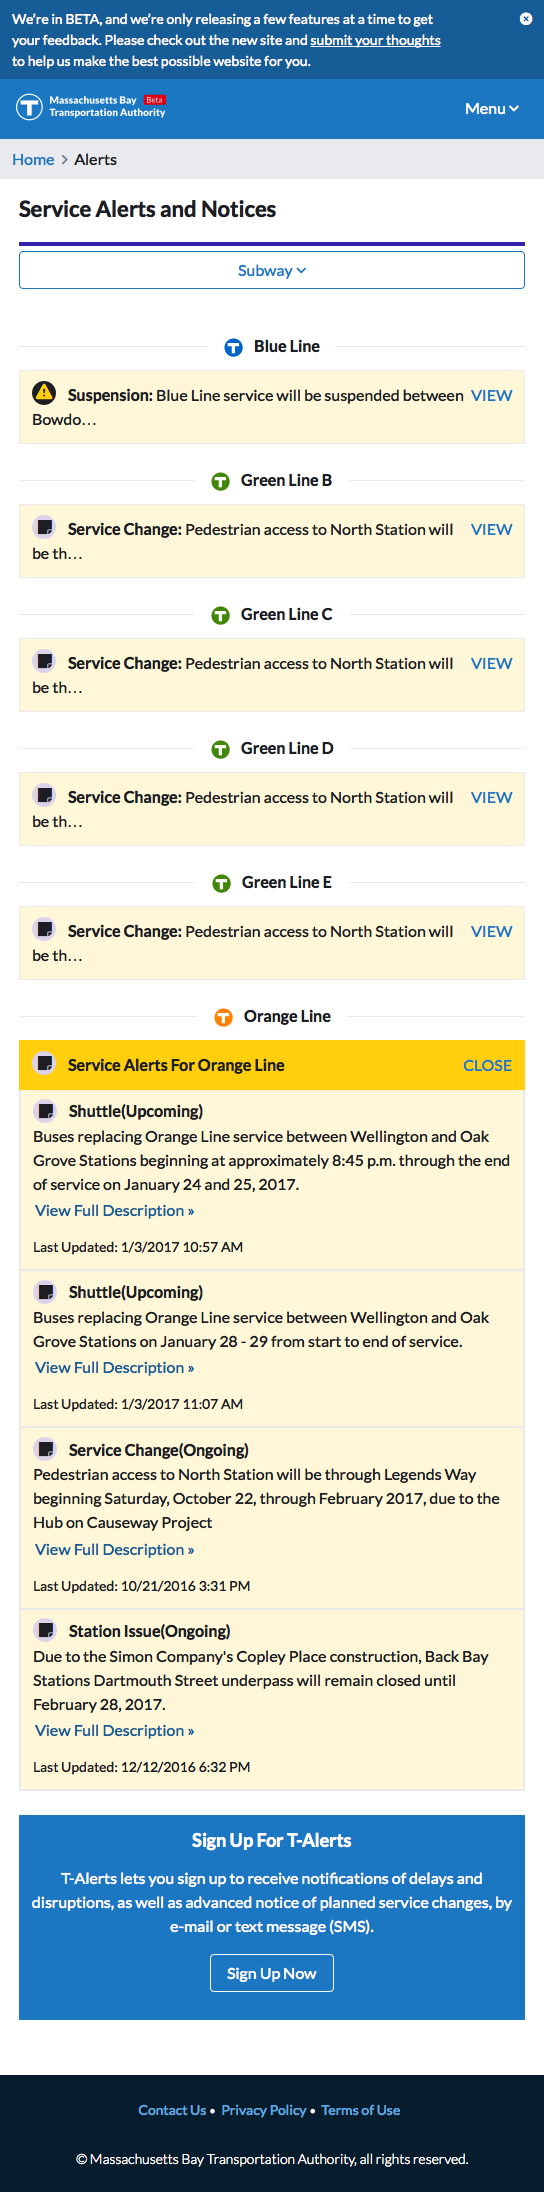 We're in BETA, and we're only releasing a few features at a time to get
your feedback. Please check out the new site and submit your thoughts
to help us make the best possible website for you.
Massachusetts Bay Beta
Transportation Authority
Menu
Home > Alerts
Service Alerts and Notices
Subway
T Blue Line
Suspension: Blue Line service will be suspended between VIEW
Bowdo…
T Green Line B
Service Change: Pedestrian access to North Station will VIEW
be th…
T Green Line C
Service Change: Pedestrian access to North Station will VIEW
be th…
T Green Line D
Service Change: Pedestrian access to North Station will VIEW
be th…
T Green Line E
Service Change: Pedestrian access to North Station will VIEW
be th…
T Orange Line
Service Alerts For Orange Line CLOSE
Shuttle(Upcoming)
Buses replacing Orange Line service between Wellington and Oak
Grove Stations beginning at approximately 8:45 p.m. through the end
of service on January 24 and 25, 2017.
View Full Description »
Last Updated: 1/3/2017 10:57 AM
Shuttle(Upcoming)
Buses replacing Orange Line service between Wellington and Oak
Grove Stations on January 28 - 29 from start to end of service.
View Full Description »
Last Updated: 1/3/2017 11:07 AM
Service Change(Ongoing)
Pedestrian access to North Station will be through Legends Way
beginning Saturday, October 22, through February 2017, due to the
Hub on Causeway Project
View Full Description »
Last Updated: 10/21/2016 3:31 PM
Station Issue(Ongoing)
Due to the Simon Company's Copley Place construction, Back Bay
Stations Dartmouth Street underpass will remain closed until
February 28, 2017.
View Full Description »
Last Updated: 12/12/2016 6:32 PM
Sign Up For T-Alerts
T-Alerts lets you sign up to receive notifications of delays and
disruptions, as well as advanced notice of planned service changes, by
e-mail or text message (SMS).
Sign Up Now
Contact Us • Privacy Policy • Terms of Use
© Massachusetts Bay Transportation Authority, all rights reserved.